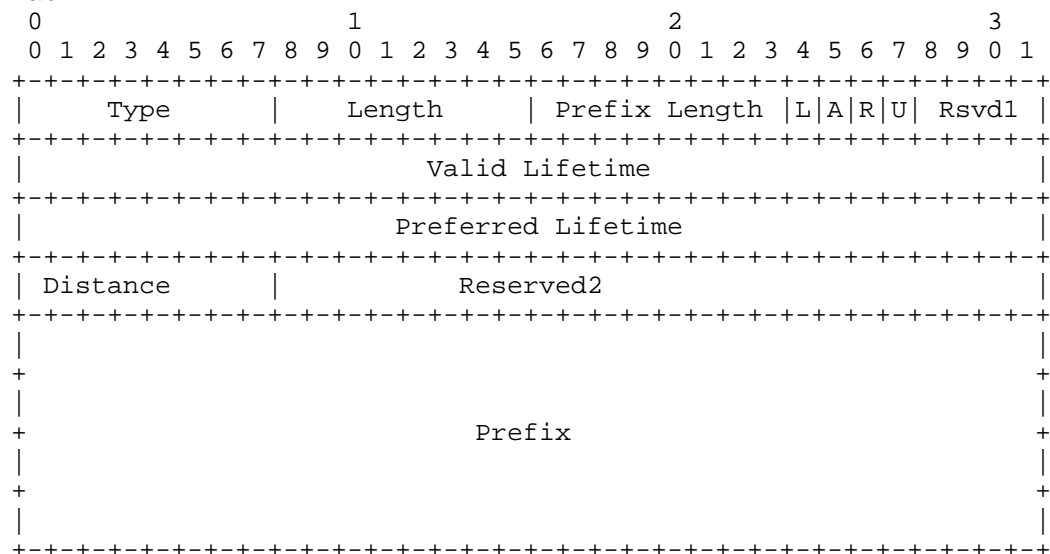 0                   1                   2                   3
 0 1 2 3 4 5 6 7 8 9 0 1 2 3 4 5 6 7 8 9 0 1 2 3 4 5 6 7 8 9 0 1
+-+-+-+-+-+-+-+-+-+-+-+-+-+-+-+-+-+-+-+-+-+-+-+-+-+-+-+-+-+-+-+-+
|     Type      |    Length     | Prefix Length |L|A|R|U| Rsvd1 |
+-+-+-+-+-+-+-+-+-+-+-+-+-+-+-+-+-+-+-+-+-+-+-+-+-+-+-+-+-+-+-+-+
|                         Valid Lifetime                        |
+-+-+-+-+-+-+-+-+-+-+-+-+-+-+-+-+-+-+-+-+-+-+-+-+-+-+-+-+-+-+-+-+
|                       Preferred Lifetime                      |
+-+-+-+-+-+-+-+-+-+-+-+-+-+-+-+-+-+-+-+-+-+-+-+-+-+-+-+-+-+-+-+-+
| Distance      |           Reserved2                           |
+-+-+-+-+-+-+-+-+-+-+-+-+-+-+-+-+-+-+-+-+-+-+-+-+-+-+-+-+-+-+-+-+
|                                                               |
+                                                               +
|                                                               |
+                            Prefix                             +
|                                                               |
+                                                               +
|                                                               |
+-+-+-+-+-+-+-+-+-+-+-+-+-+-+-+-+-+-+-+-+-+-+-+-+-+-+-+-+-+-+-+-+